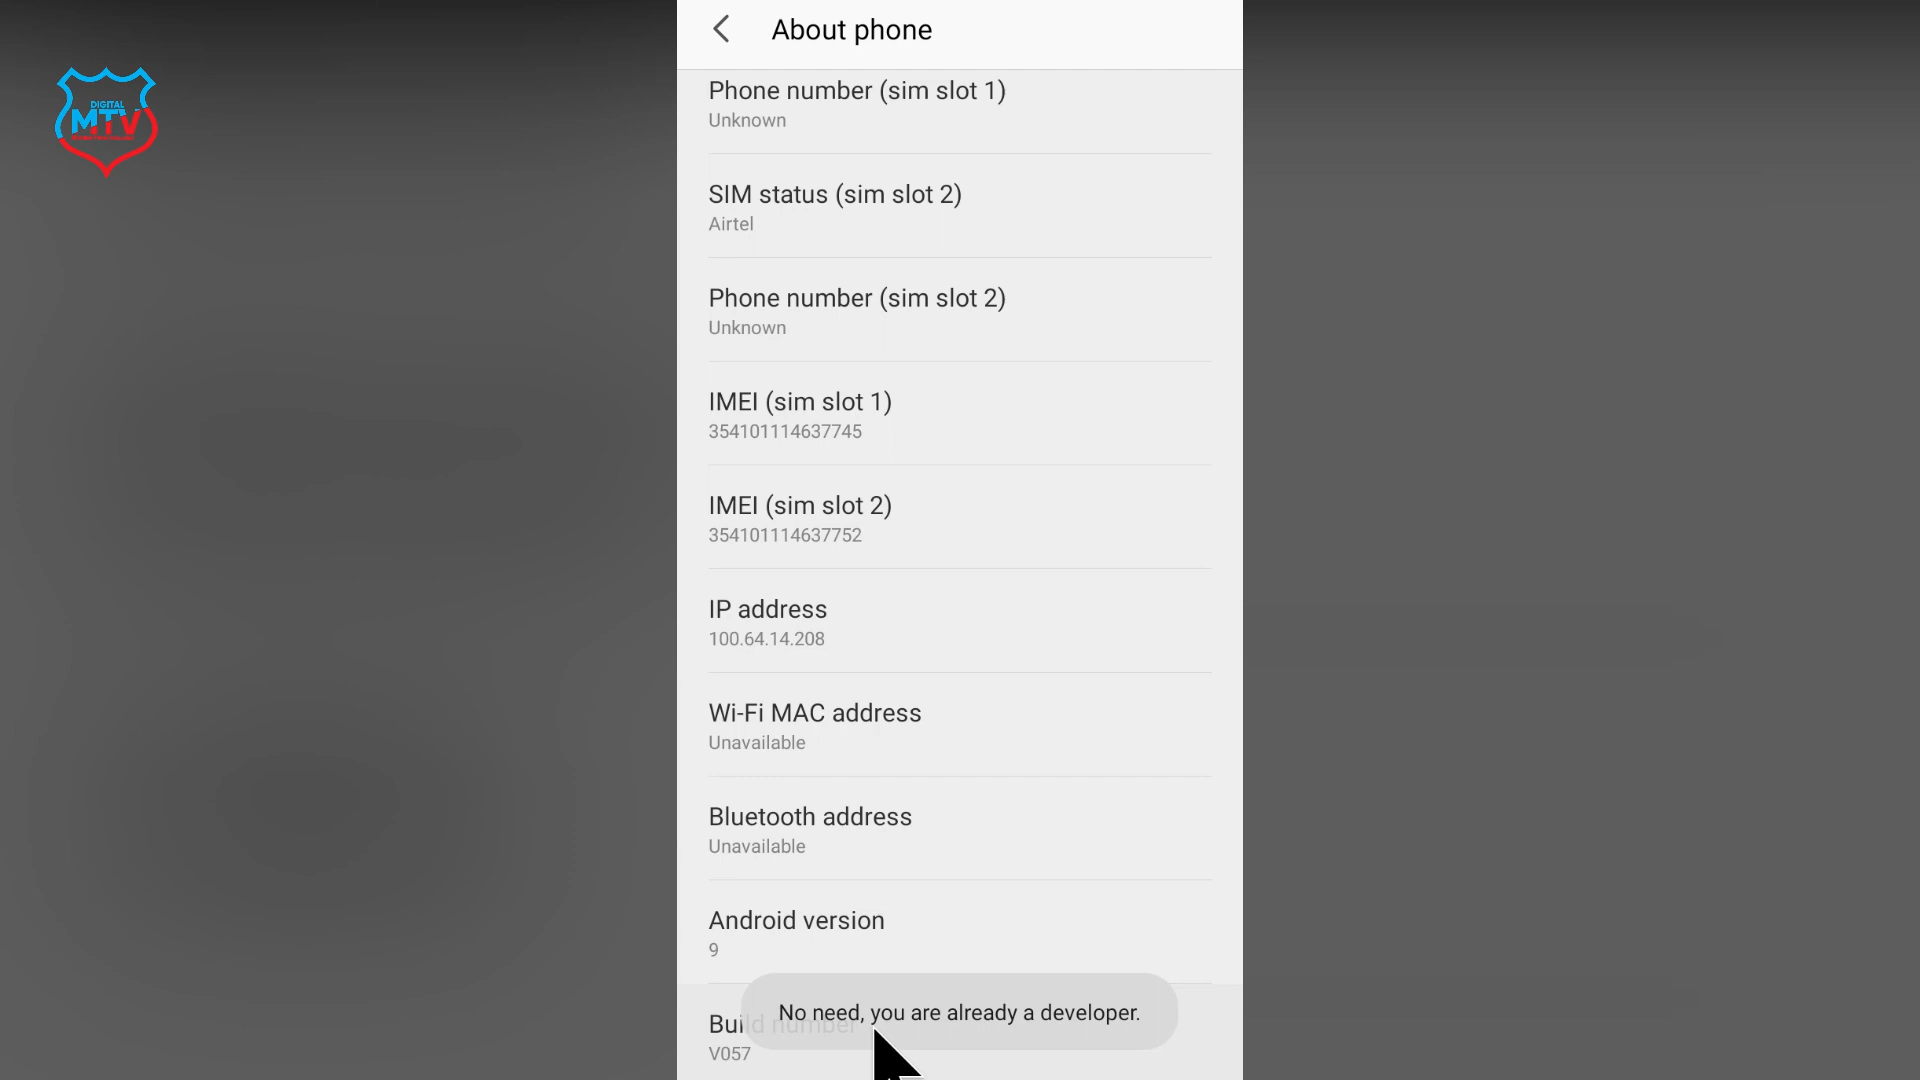 About phone
DIGITAL
MTV
Phone number (sim slot 1)
Unknown
SIM status (sim slot 2)
Airtel
Phone number (sim slot 2)
Unknown
IMEI (sim slot 1)
354101114637745
IMEI (sim slot 2)
354101114637752
IP address
100.64.14.208
Wi-Fi MAC address
Unavailable
Bluetooth address
Unavailable
Android version
9
No need, you are already a developer.
Build number
V057